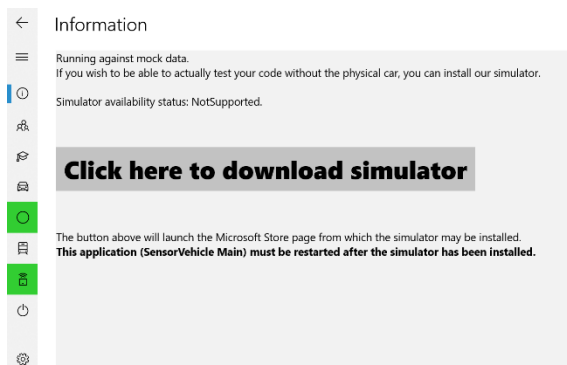 Information
Running against mock data.
If you wish to be able to actually test your code without the physical car, you can install our simulator.
Simulator availability status: NotSupported.
Click here to download simulator
The button above will launch the Microsoft Store page from which the simulator may be installed.
This application (SensorVehicle Main) must be restarted after the simulator has been installed.